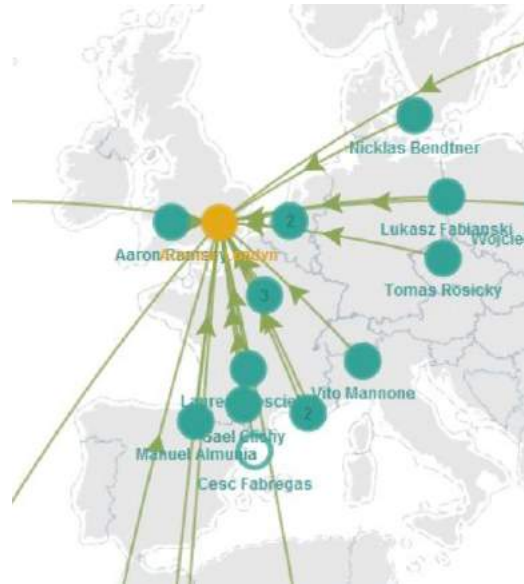 Nicklas Bendtner
2
Lukasz Fabianski
Aaron Ramsey
Tomas Rosicky
3
Vito Mannone
2
Gael Clichy
Manuel Almunia
Cesc Fabregas